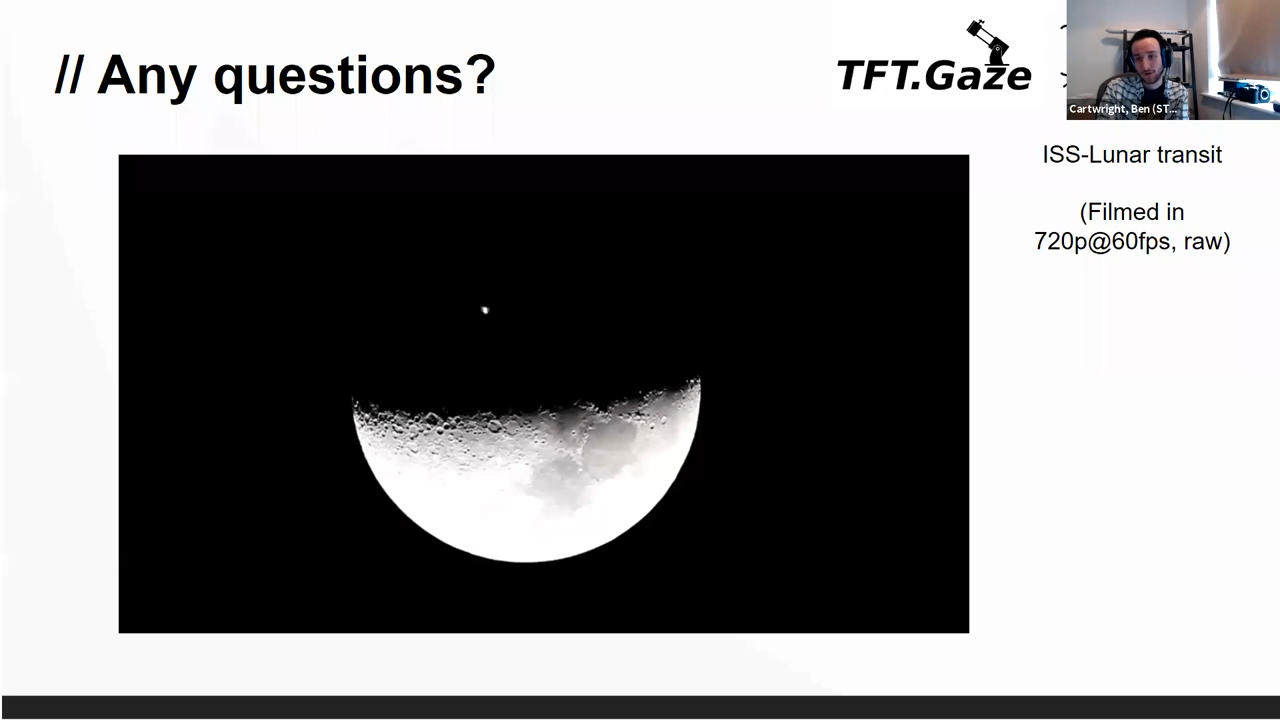 // Any questions?
TFT.Gaze
Cartwright, Ben (ST...
ISS-Lunar transit
(Filmed in
720p@60fps, raw)